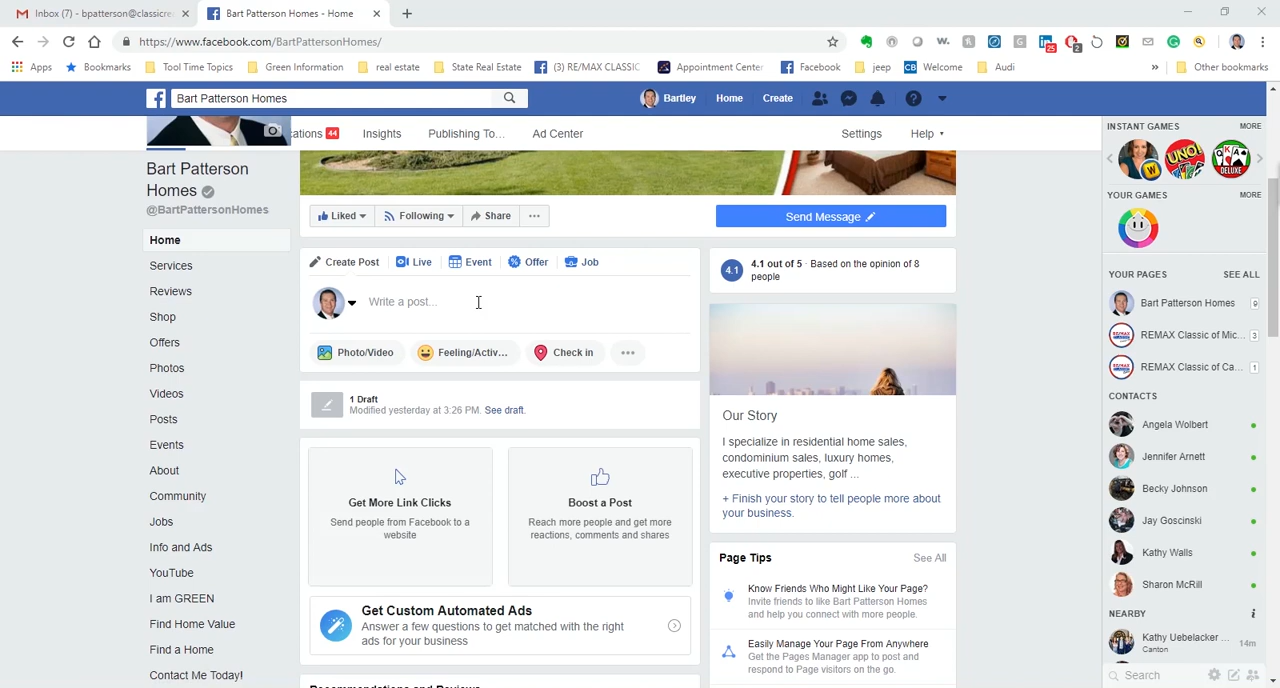 Inbox (7) - bpatterson@classicre
Bart Patterson Homes - Home
https://www.facebook.com/BartPattersonHomes/
25
2
Apps
Bookmarks
Tool Time Topics
Green Information
real estate
State Real Estate
(3) RE/MAX CLASSIC
Appointment Center
Facebook
jeep
CB Welcome
Audi
»
Other bookmarks
Bart Patterson Homes
Bartley
Home
Create
cations 44
Insights
Publishing To...
Ad Center
Settings
Help
Bart Patterson
Homes
@BartPattersonHomes
Home
Services
Reviews
Shop
Offers
Photos
Videos
Posts
Events
About
Community
Jobs
Info and Ads
YouTube
I am GREEN
Find Home Value
Find a Home
Contact Me Today!
Liked
Following
Share
Send Message
Create Post
Live
Event
Offer
Job
Write a post...
Photo/Video
Feeling/Activ...
Check in
1 Draft
Modified yesterday at 3:26 PM. See draft.
Get More Link Clicks
Send people from Facebook to a
website
Boost a Post
Reach more people and get more
reactions, comments and shares
Get Custom Automated Ads
Answer a few questions to get matched with the right
ads for your business
Recommendations and Reviews
4.1
4.1 out of 5 · Based on the opinion of 8
people
Our Story
I specialize in residential home sales,
condominium sales, luxury homes,
executive properties, golf ...
+ Finish your story to tell people more about
your business.
Page Tips
See All
Know Friends Who Might Like Your Page?
Invite friends to like Bart Patterson Homes
and help you connect with more people.
Easily Manage Your Page From Anywhere
Get the Pages Manager app to post and
respond to Page visitors on the go.
INSTANT GAMES
MORE
W
UNO!
K
DELUXE
YOUR GAMES
MORE
YOUR PAGES
SEE ALL
Bart Patterson Homes 9
REMAX Classic of Mic... 3
REMAX Classic of Ca... 1
CONTACTS
Angela Wolbert
Jennifer Arnett
Becky Johnson
Jay Goscinski
Kathy Walls
Sharon McRill
NEARBY
Kathy Uebelacker ... 14m
Canton
Search